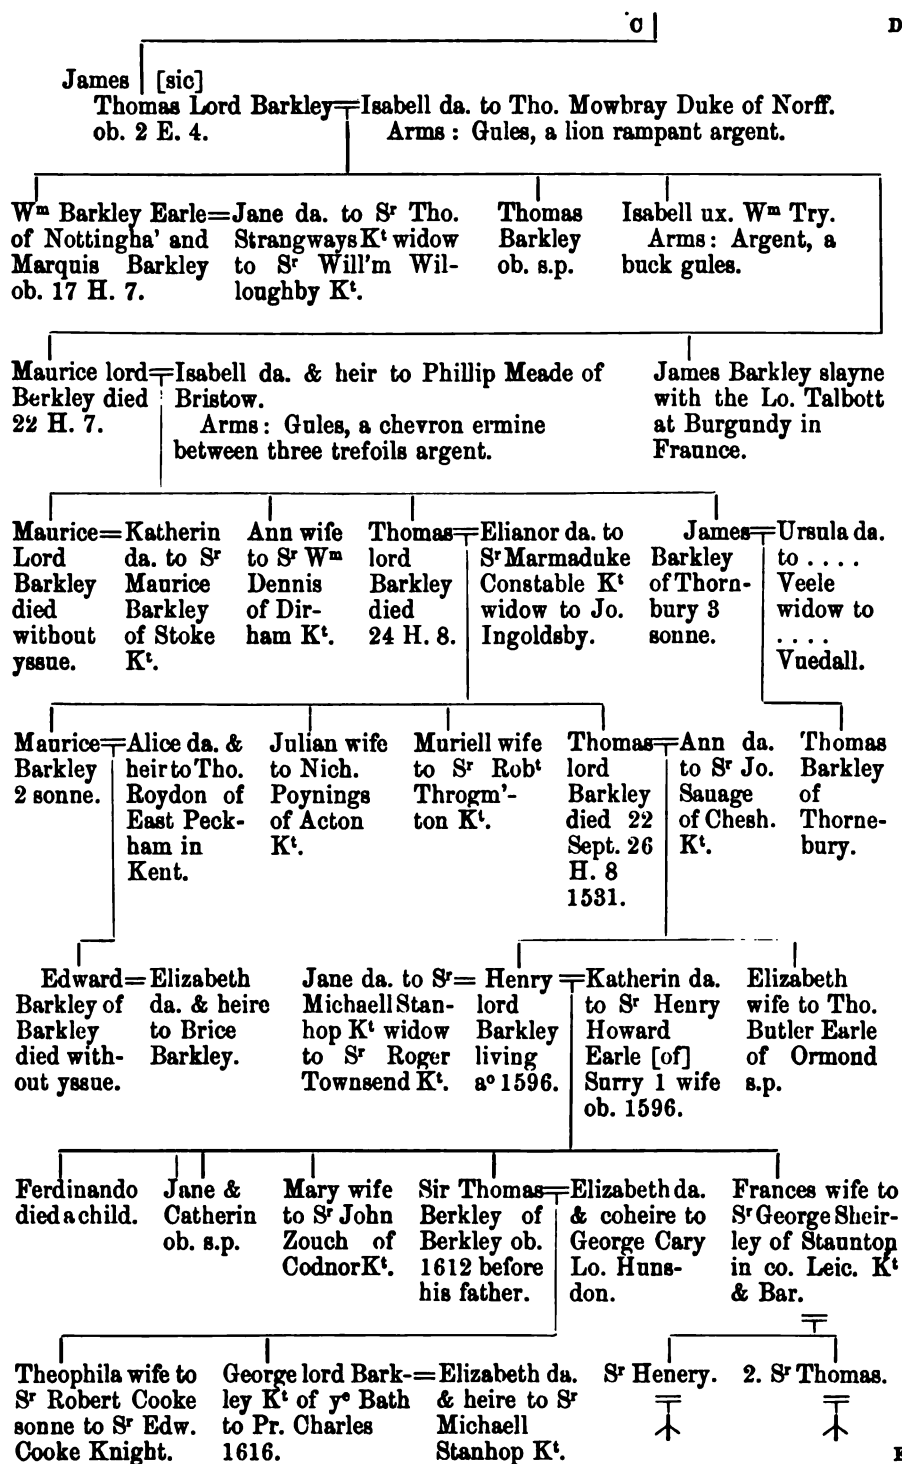 C D
James [sic]
Thomas Lord Barkley=Isabell da. to Tho. Mowbray Duke of Norff.
ob. 2 E. 4. Arms : Gules, a lion rampant argent.
Wᵐ Barkley Earle=
of Nottingha' and
Marquis Barkley
ob. 17 H. 7.
Jane da. to Sʳ Tho.
Strangways Kᵗ widow
to Sʳ Will'm Wil-
loughby Kᵗ.
Thomas
Barkley
ob. s.p.
Isabell ux. Wᵐ Try.
Arms : Argent, a
buck gules.
Maurice lord=
Berkley died
22 H. 7.
Isabell da. & heir to Phillip Meade of
Bristow.
Arms : Gules, a chevron ermine
between three trefoils argent.
James Barkley slayne
with the Lo. Talbott
at Burgundy in
Fraunce.
Maurice=
Lord
Barkley
died
without
yssue.
Katherin
da. to Sʳ
Maurice
Barkley
of Stoke
Kᵗ.
Ann wife
to Sʳ Wᵐ
Dennis
of Dir-
ham Kᵗ.
Thomas=
lord
Barkley
died
24 H. 8.
Elianor da. to
Sʳ Marmaduke
Constable Kᵗ
widow to Jo.
Ingoldsby.
James=
Barkley
of Thorn-
bury 3
sonne.
Ursula da.
to . . . .
Veele
widow to
. . . .
Vuedall.
Maurice=
Barkley
2 sonne.
Alice da. &
heir to Tho.
Roydon of
East Peck-
ham in
Kent.
Julian wife
to Nich.
Poynings
of Acton
Kᵗ.
Muriell wife
to Sʳ Robᵗ
Throgm'-
ton Kᵗ.
Thomas=
lord
Barkley
died 22
Sept. 26
H. 8
1531.
Ann da.
to Sʳ Jo.
Sauage
of Chesh.
Kᵗ.
Thomas
Barkley
of
Thorne-
bury.
Edward=
Barkley of
Barkley
died with-
out yssue.
Elizabeth
da. & heire
to Brice
Barkley.
Jane da. to Sʳ=
Michaell Stan-
hop Kᵗ widow
to Sʳ Roger
Townsend Kᵗ.
Henry=
lord
Barkley
living
aᵒ 1596.
Katherin da.
to Sʳ Henry
Howard
Earle [of]
Surry 1 wife
ob. 1596.
Elizabeth
wife to Tho.
Butler Earle
of Ormond
s.p.
Ferdinando
died a child.
Jane &
Catherin
ob. s.p.
Mary wife
to Sʳ John
Zouch of
Codnor Kᵗ.
Sir Thomas=
Berkley of
Berkley ob.
1612 before
his father.
Elizabeth da.
& coheire to
George Cary
Lo. Huns-
don.
Frances wife to
Sʳ George Sheir-
ley of Staunton
in co. Leic. Kᵗ
& Bar.
Theophila wife to
Sʳ Robert Cooke
sonne to Sʳ Edw.
Cooke Knight.
George lord Bark-=
ley Kᵗ of yᵉ Bath
to Pr. Charles
1616.
Elizabeth da.
& heire to Sʳ
Michaell
Stanhop Kᵗ.
Sʳ Henery.
2. Sʳ Thomas.